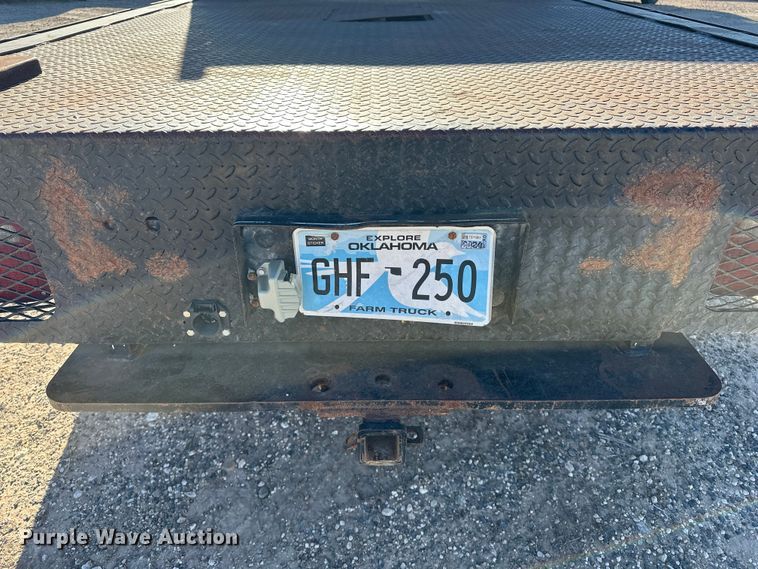 EXPLORE
OKLAHOMA
GHF 250
FARM TRUCK
Purple Wave Auction